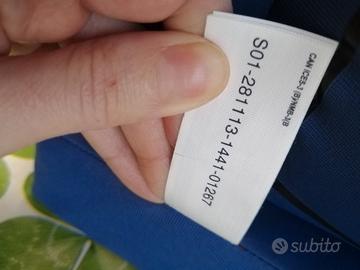 CAN ICES-3 (B)/NMB-3(B)
S01-281113-1441-01267
subito